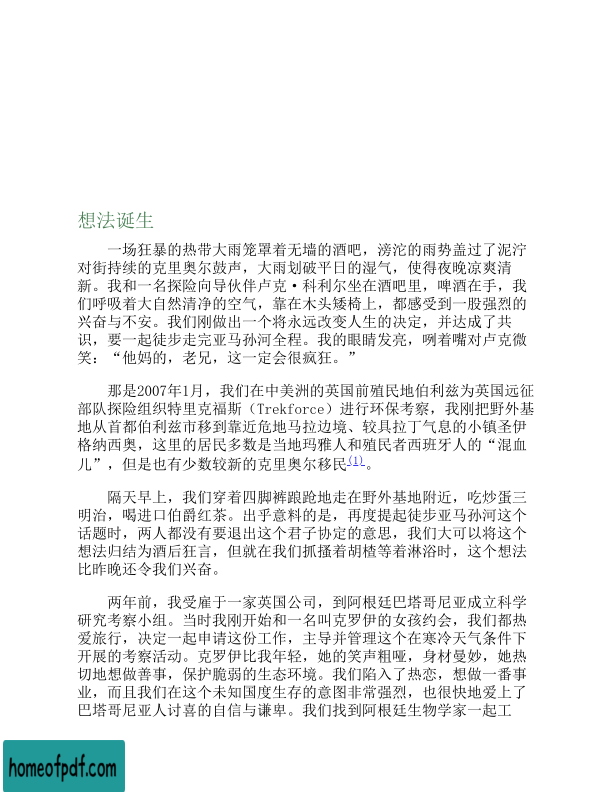 想法诞生
一场狂暴的热带大雨笼罩着无墙的酒吧，滂沱的雨势盖过了泥泞
对街持续的克里奥尔鼓声，大雨划破平日的湿气，使得夜晚凉爽清
新。我和一名探险向导伙伴卢克·科利尔坐在酒吧里，啤酒在手，我
们呼吸着大自然清净的空气，靠在木头矮椅上，都感受到一股强烈的
兴奋与不安。我们刚做出一个将永远改变人生的决定，并达成了共
识，要一起徒步走完亚马孙河全程。我的眼睛发亮，咧着嘴对卢克微
笑：“他妈的，老兄，这一定会很疯狂。”
那是2007年1月，我们在中美洲的英国前殖民地伯利兹为英国远征
部队探险组织特里克福斯（Trekforce）进行环保考察，我刚把野外基
地从首都伯利兹市移到靠近危地马拉边境、较具拉丁气息的小镇圣伊
格纳西奥，这里的居民多数是当地玛雅人和殖民者西班牙人的“混血
儿”，但是也有少数较新的克里奥尔移民(1)。
隔天早上，我们穿着四脚裤踉跄地走在野外基地附近，吃炒蛋三
明治，喝进口伯爵红茶。出乎意料的是，再度提起徒步亚马孙河这个
话题时，两人都没有要退出这个君子协定的意思，我们大可以将这个
想法归结为酒后狂言，但就在我们抓搔着胡楂等着淋浴时，这个想法
比昨晚还令我们兴奋。
两年前，我受雇于一家英国公司，到阿根廷巴塔哥尼亚成立科学
研究考察小组。当时我刚开始和一名叫克罗伊的女孩约会，我们都热
爱旅行，决定一起申请这份工作，主导并管理这个在寒冷天气条件下
开展的考察活动。克罗伊比我年轻，她的笑声粗哑，身材曼妙，她热
切地想做善事，保护脆弱的生态环境。我们陷入了热恋，想做一番事
业，而且我们在这个未知国度生存的意图非常强烈，也很快地爱上了
巴塔哥尼亚人讨喜的自信与谦卑。我们找到阿根廷生物学家一起工
homeofpdf.com